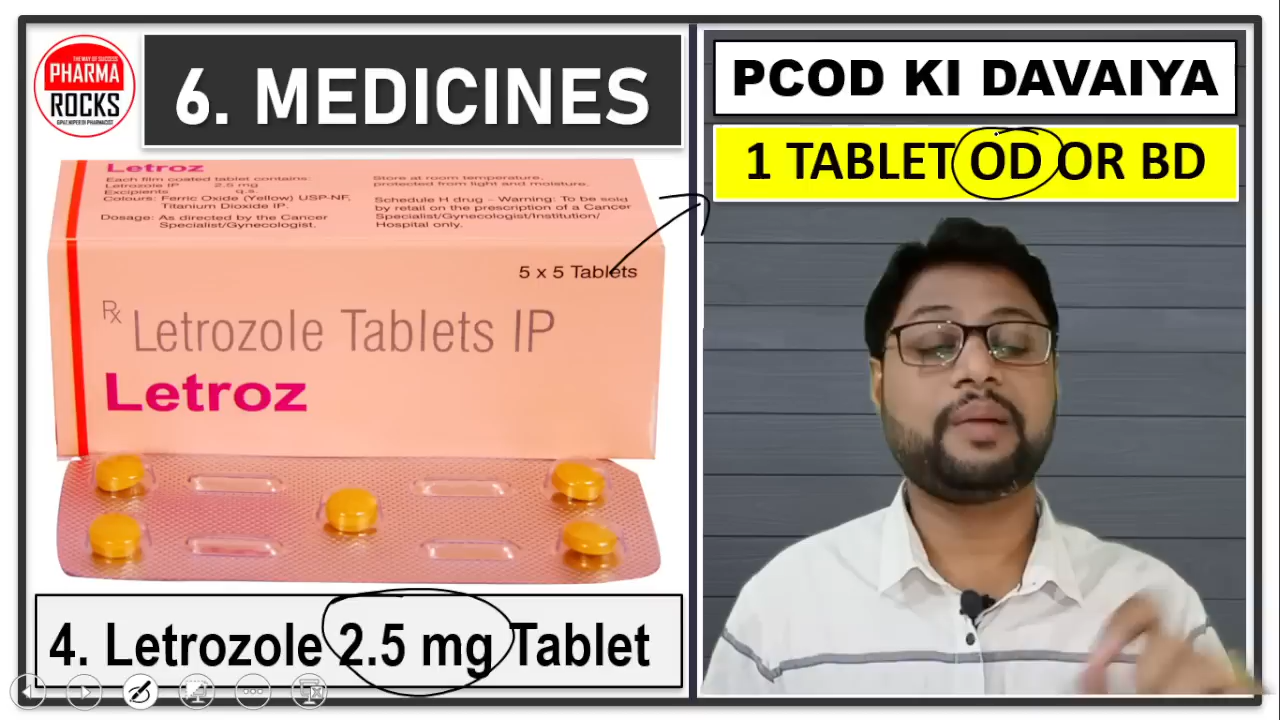 THE WAY OF SUCCESS
PHARMA
ROCKS
6. MEDICINES
Letroz
Each film coated tablet contains:
Letrozole IP 2.5 mg
Excipients q.s.
Colours: Ferric Oxide (Yellow) USP-NF,
Titanium Dioxide IP.
Dosage: As directed by the Cancer
Specialist/Gynecologist.
Store at room temperature,
protected from light and moisture.
Schedule H drug - Warning: To be sold
by retail on the prescription of a Cancer
Specialist/Gynecologist/Institution/
Hospital only.
5 x 5 Tablets
Rx Letrozole Tablets IP
Letroz
4. Letrozole 2.5 mg Tablet
PCOD KI DAVAIYA
1 TABLET OD OR BD